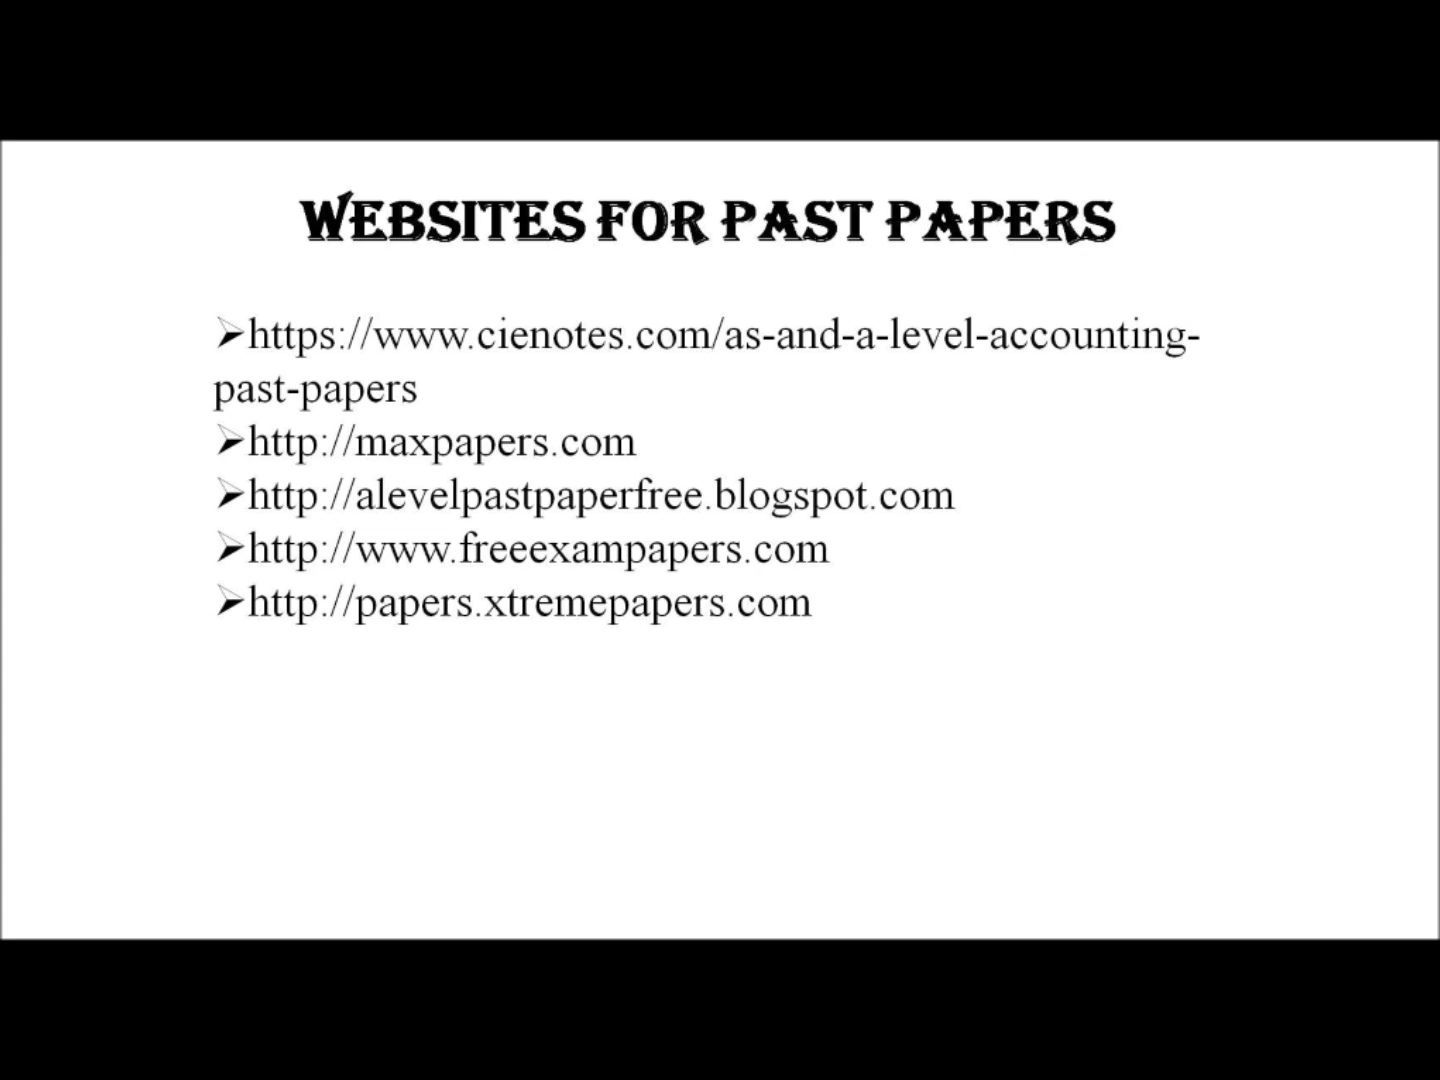 WEBSITES FOR PAST PAPERS
➢https://www.cienotes.com/as-and-a-level-accounting-
past-papers
➢http://maxpapers.com
➢http://alevelpastpaperfree.blogspot.com
➢http://www.freeexampapers.com
➢http://papers.xtremepapers.com